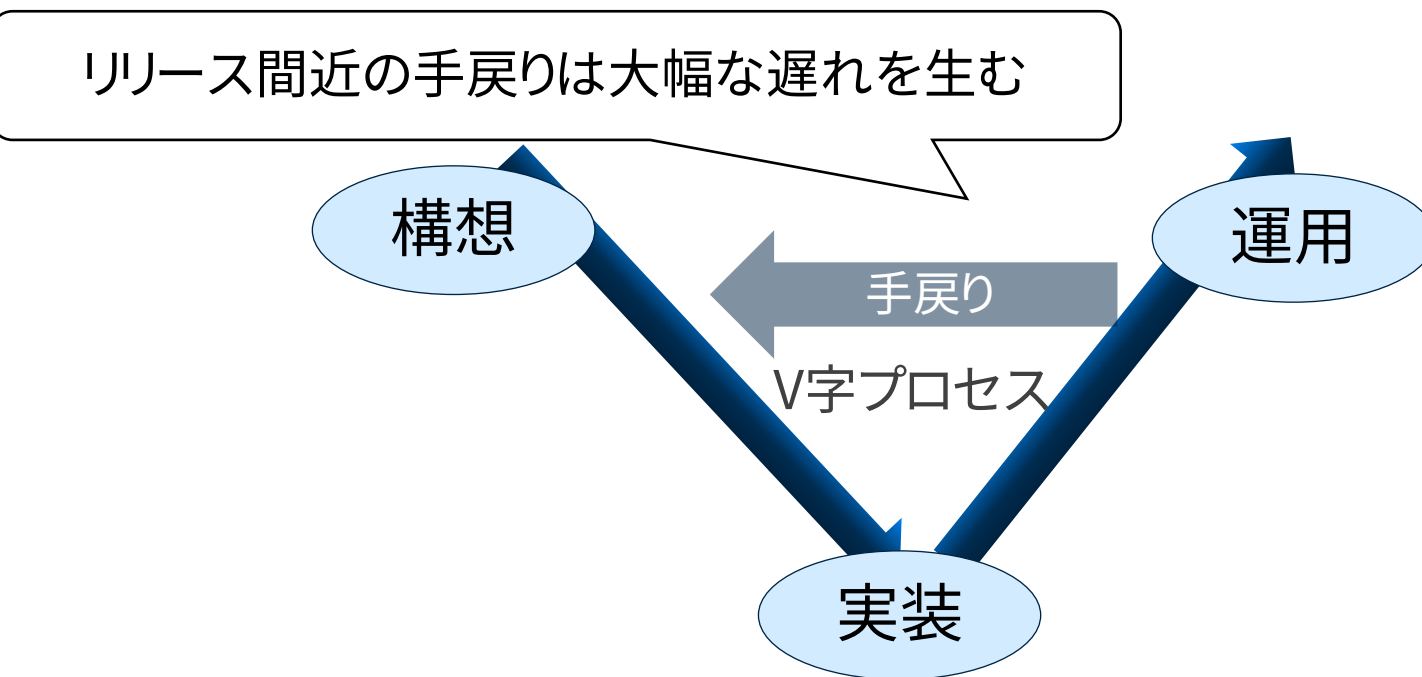 リリース間近の手戻りは大幅な遅れを生む
構想
運用
手戻り
V字プロセス
実装